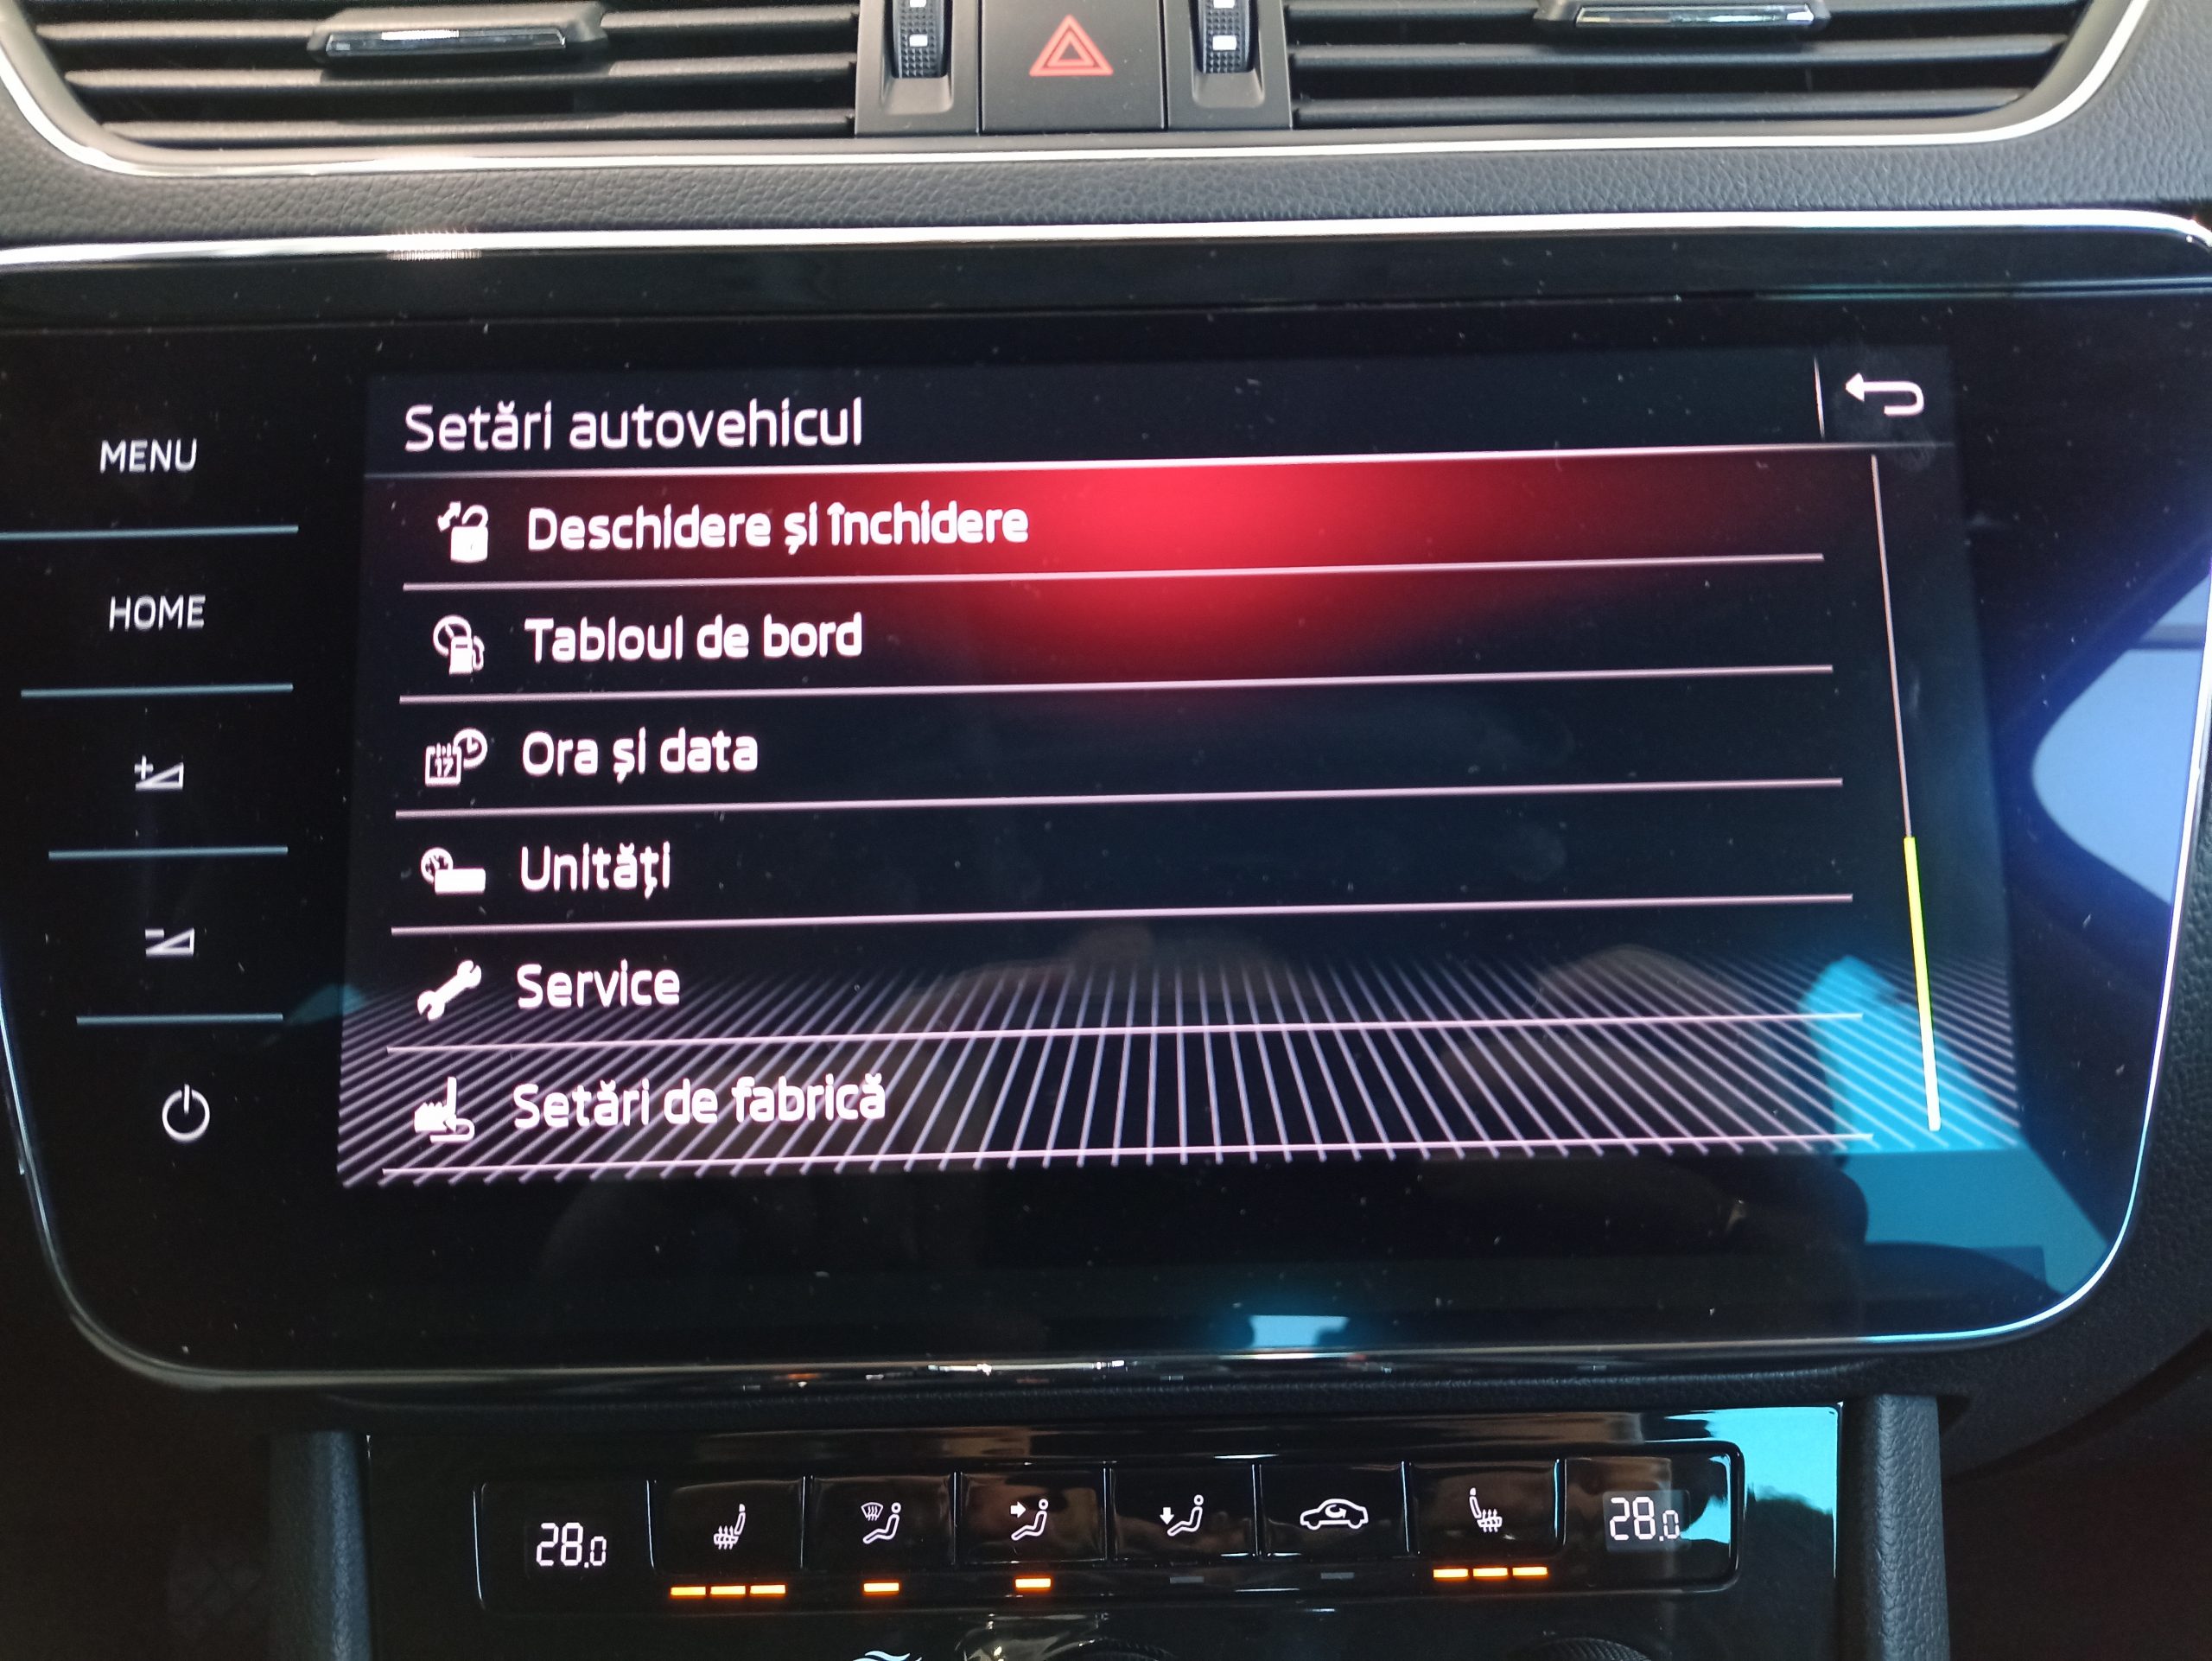 Setări autovehicul
MENU
Deschidere și închidere
HOME
Tabloul de bord
Ora și data
17
Unități
Service
Setări de fabrică
28.0
28.0